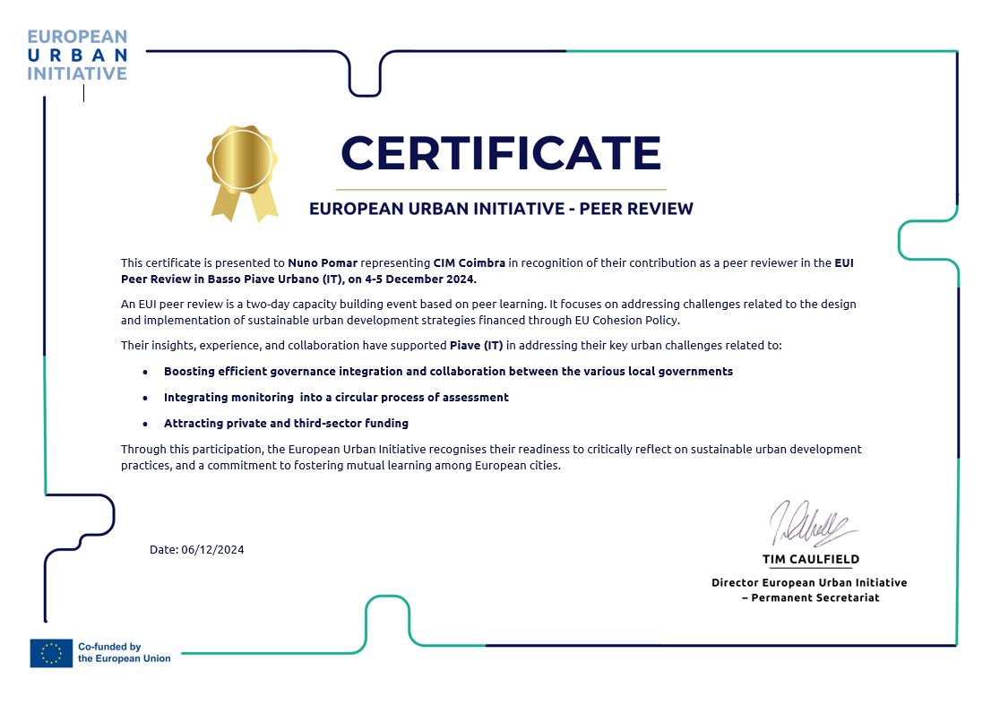 EUROPEAN
URBAN
INITIATIVE
CERTIFICATE
EUROPEAN URBAN INITIATIVE - PEER REVIEW
This certificate is presented to Nuno Pomar representing CIM Coimbra in recognition of their contribution as a peer reviewer in the EUI
Peer Review in Basso Piave Urbano (IT), on 4-5 December 2024.
An EUI peer review is a two-day capacity building event based on peer learning. It focuses on addressing challenges related to the design
and implementation of sustainable urban development strategies financed through EU Cohesion Policy.
Their insights, experience, and collaboration have supported Piave (IT) in addressing their key urban challenges related to:
• Boosting efficient governance integration and collaboration between the various local governments
• Integrating monitoring  into a circular process of assessment
• Attracting private and third-sector funding
Through this participation, the European Urban Initiative recognises their readiness to critically reflect on sustainable urban development
practices, and a commitment to fostering mutual learning among European cities.
Date: 06/12/2024
TIM CAULFIELD
Director European Urban Initiative
– Permanent Secretariat
Co-funded by
the European Union